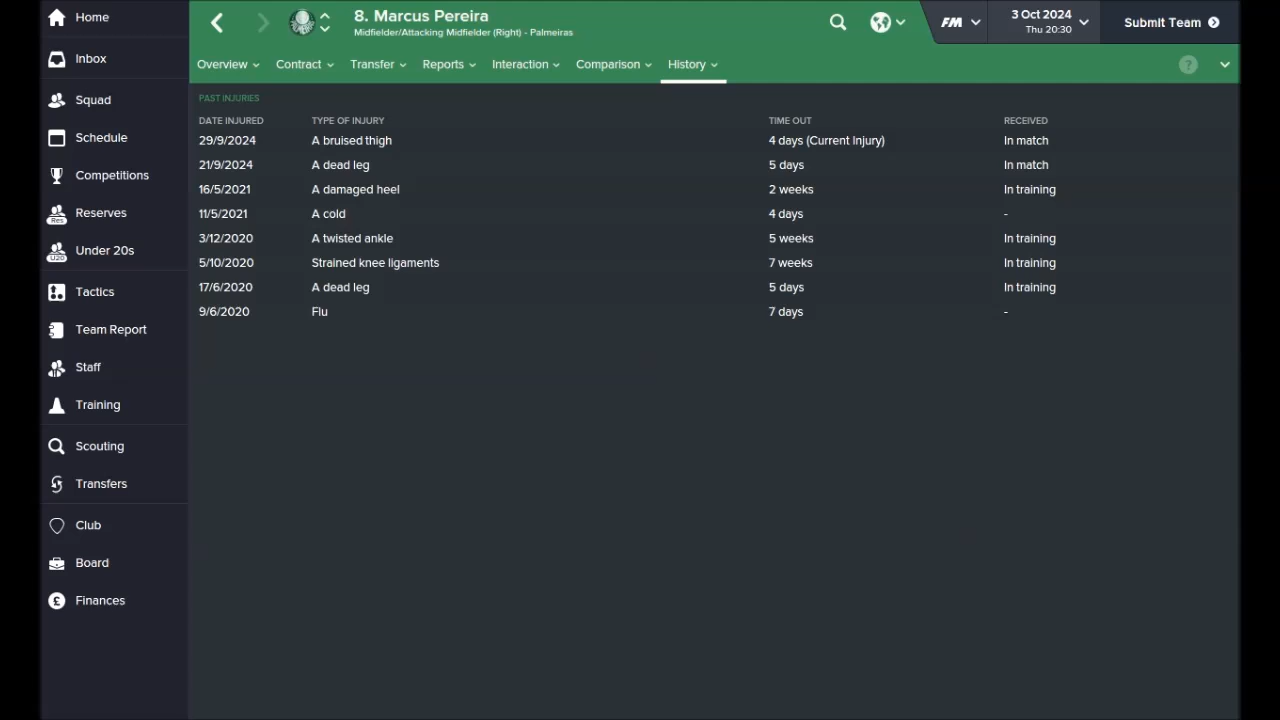 Home
Inbox
Squad
Schedule
Competitions
Reserves
Res
Under 20s
U20
Tactics
Team Report
Staff
Training
Scouting
Transfers
Club
Board
£ Finances
8. Marcus Pereira
Midfielder/Attacking Midfielder (Right) - Palmeiras
FM
3 Oct 2024
Thu 20:30
Submit Team
Overview Contract Transfer Reports Interaction Comparison History ?
PAST INJURIES
DATE INJURED TYPE OF INJURY TIME OUT RECEIVED
29/9/2024 A bruised thigh 4 days (Current Injury) In match
21/9/2024 A dead leg 5 days In match
16/5/2021 A damaged heel 2 weeks In training
11/5/2021 A cold 4 days -
3/12/2020 A twisted ankle 5 weeks In training
5/10/2020 Strained knee ligaments 7 weeks In training
17/6/2020 A dead leg 5 days In training
9/6/2020 Flu 7 days -